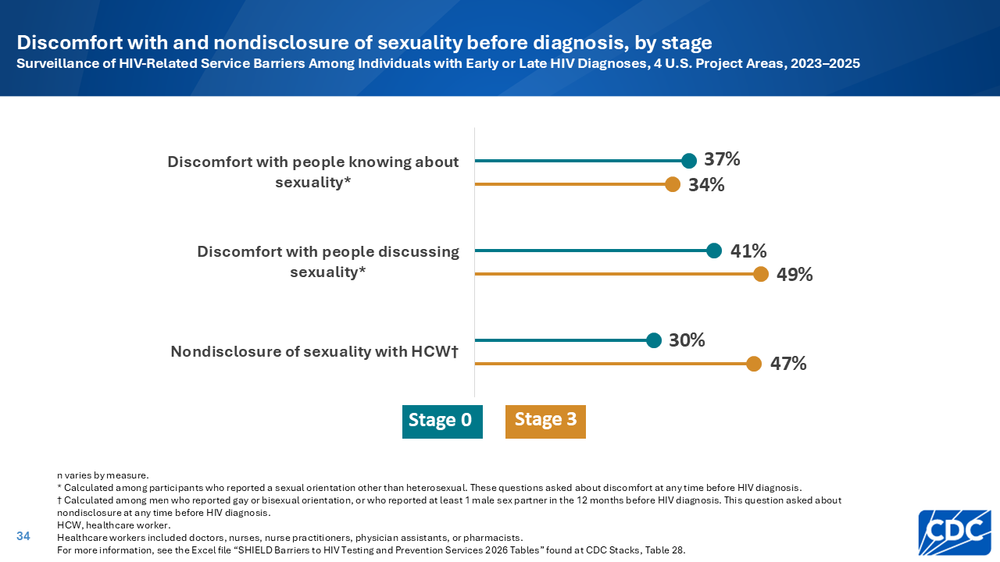 Discomfort with and nondisclosure of sexuality before diagnosis, by stage
Surveillance of HIV-Related Service Barriers Among Individuals with Early or Late HIV Diagnoses, 4 U.S. Project Areas, 2023–2025
Discomfort with people knowing about
sexuality*
37%
34%
Discomfort with people discussing
sexuality*
41%
49%
Nondisclosure of sexuality with HCW†
30%
47%
Stage 0
Stage 3
n varies by measure.
* Calculated among participants who reported a sexual orientation other than heterosexual. These questions asked about discomfort at any time before HIV diagnosis.
† Calculated among men who reported gay or bisexual orientation, or who reported at least 1 male sex partner in the 12 months before HIV diagnosis. This question asked about
nondisclosure at any time before HIV diagnosis.
HCW, healthcare worker.
Healthcare workers included doctors, nurses, nurse practitioners, physician assistants, or pharmacists.
For more information, see the Excel file “SHIELD Barriers to HIV Testing and Prevention Services 2026 Tables” found at CDC Stacks, Table 28.
34
CDC